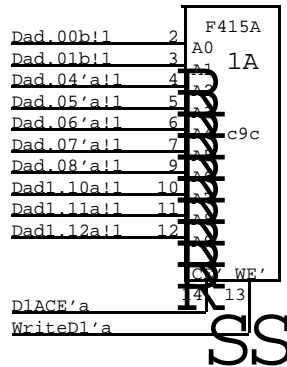 F415A
Dad.00b!1 2 A0 1A
Dad.01b!1 3 A1
Dad.04'a!1 4
Dad.05'a!1 5
Dad.06'a!1 6 c9c
Dad.07'a!1 7
Dad.08'a!1 9
Dad1.10a!1 10
Dad1.11a!1 11
Dad1.12a!1 12
WE'
D1ACE'a 14 13
WriteD1'a
SS